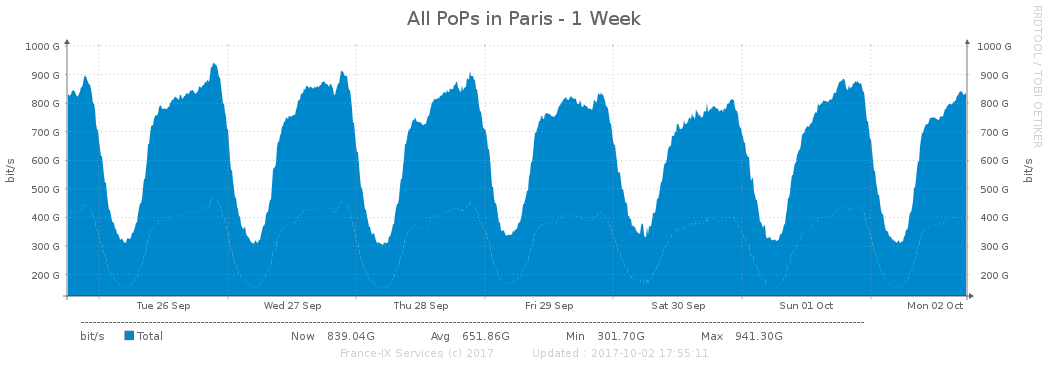 All PoPs in Paris - 1 Week
RRDTOOL / TOBI OETIKER
1000 G 1000 G
900 G 900 G
800 G 800 G
700 G 700 G
600 G 600 G
500 G 500 G
400 G 400 G
300 G 300 G
200 G 200 G
bit/s bit/s
Tue 26 Sep Wed 27 Sep Thu 28 Sep Fri 29 Sep Sat 30 Sep Sun 01 Oct Mon 02 Oct
bit/s Total Now 839.04G Avg 651.86G Min 301.70G Max 941.30G
France-IX Services (c) 2017 Updated : 2017-10-02 17:55:11